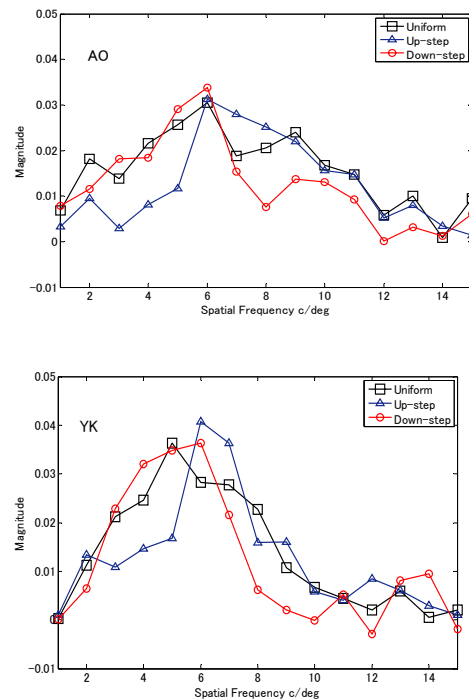 0.05
Uniform
Up-step
Down-step
AO
0.04
0.03
0.02
0.01
0
−0.01
Magnitude
2 4 6 8 10 12 14
Spatial Frequency c/deg
0.05
Uniform
Up-step
Down-step
YK
0.04
0.03
0.02
0.01
0
−0.01
Magnitude
2 4 6 8 10 12 14
Spatial Frequency c/deg